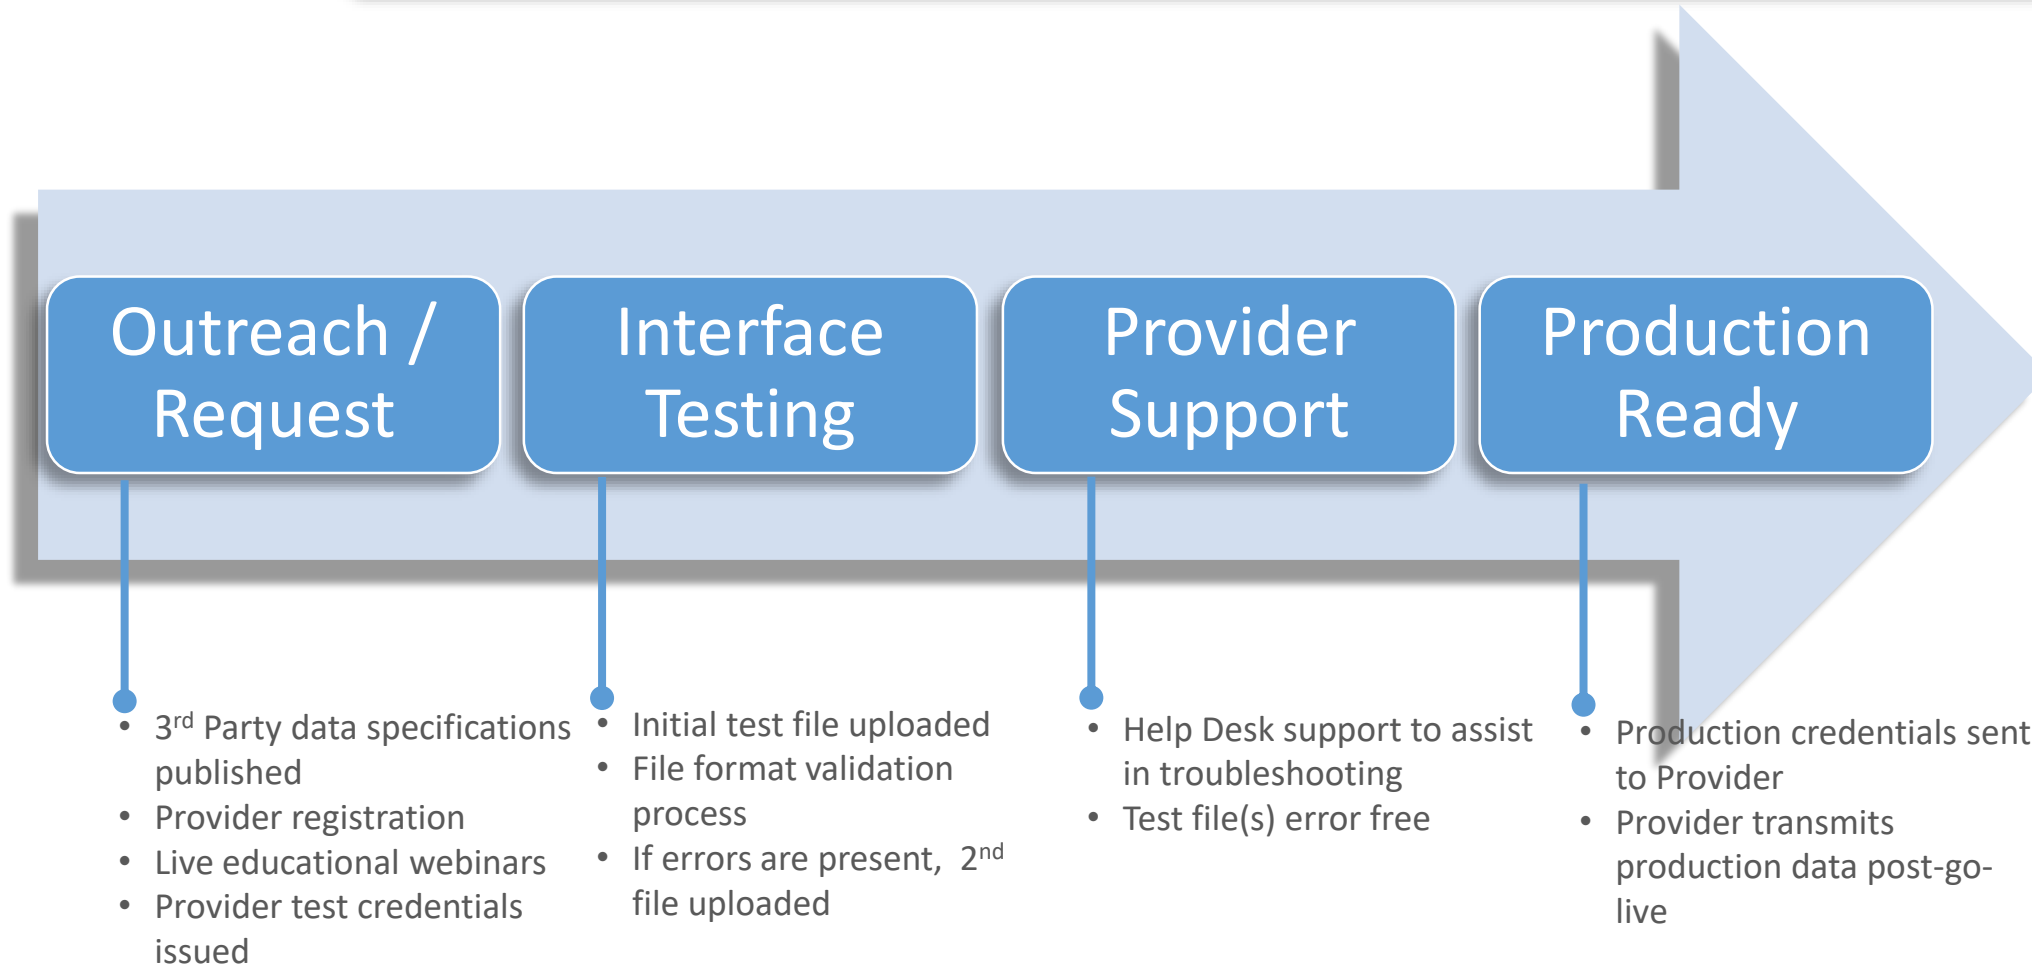 Outreach /
Request
Interface
Testing
Provider
Support
Production
Ready
• 3rd Party data specifications
published
• Provider registration
• Live educational webinars
• Provider test credentials
issued
• Initial test file uploaded
• File format validation
process
• If errors are present,  2nd
file uploaded
• Help Desk support to assist
in troubleshooting
• Test file(s) error free
• Production credentials sent
to Provider
• Provider transmits
production data post-go-
live